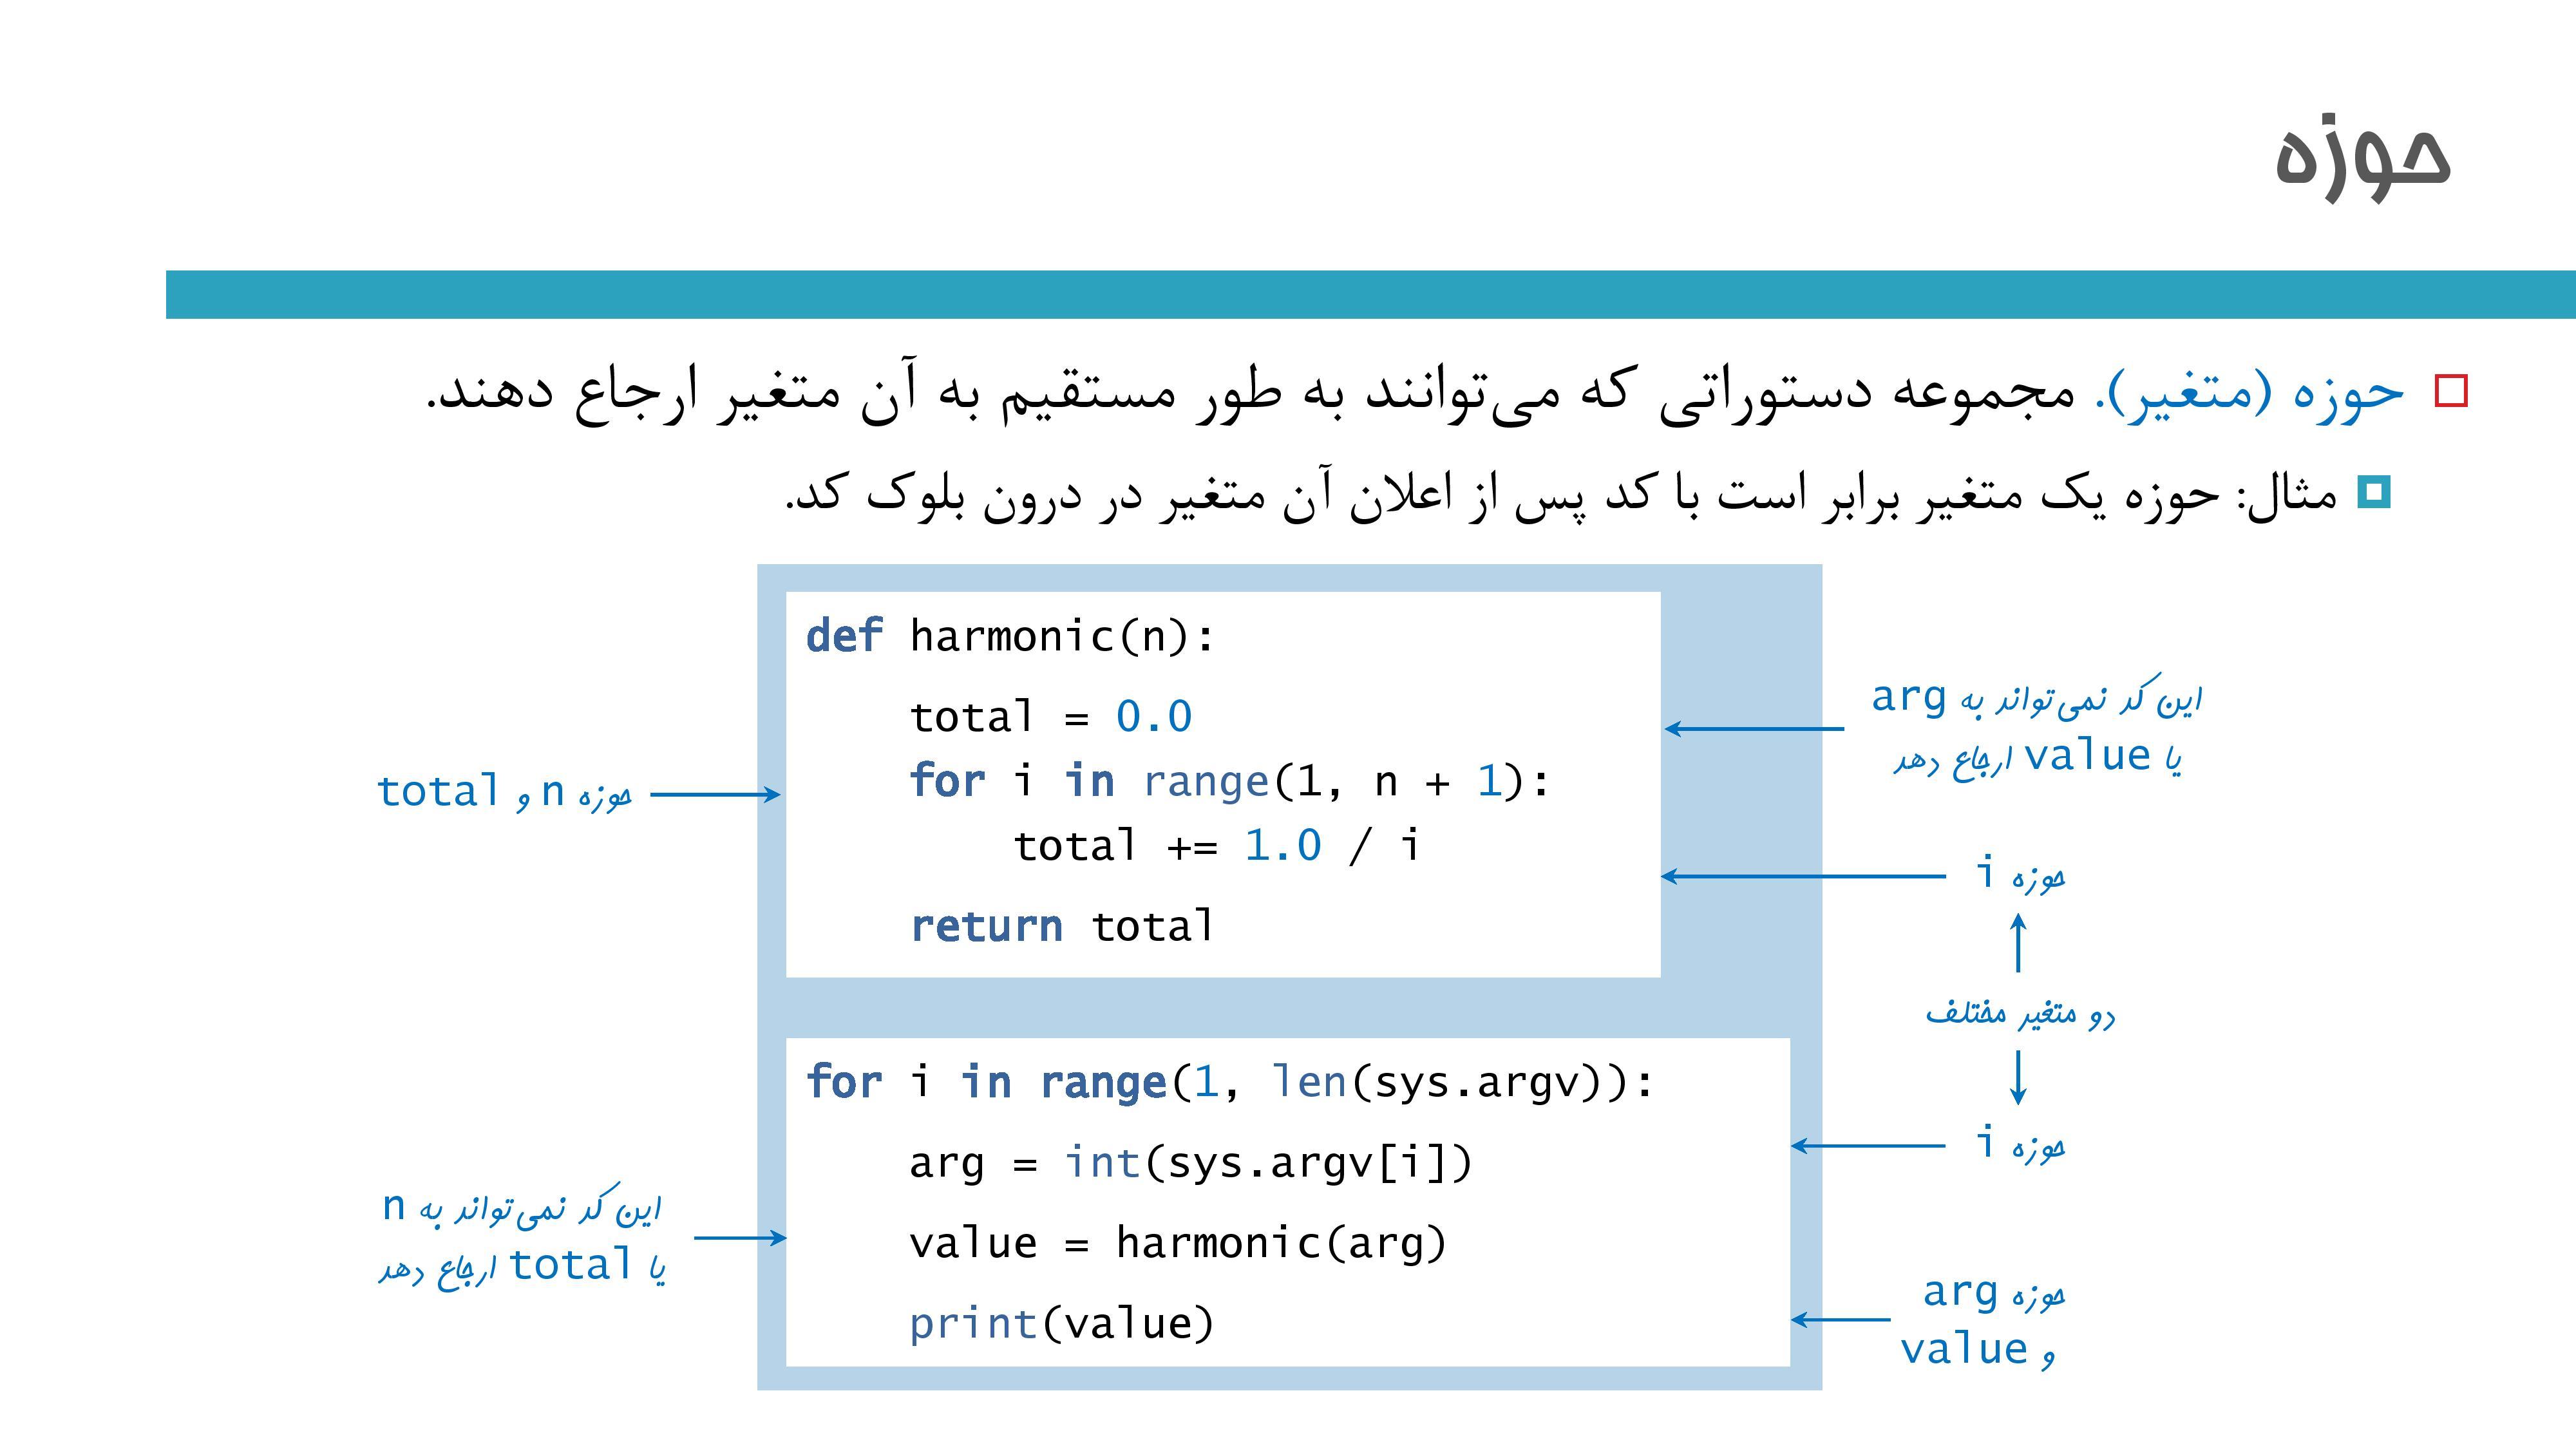 حوزه
حوزه (متغیر). مجموعه دستوراتی که می‌توانند به طور مستقیم به آن متغیر ارجاع دهند.
مثال: حوزه یک متغیر برابر است با کد پس از اعلان آن متغیر در درون بلوک کد.
def harmonic(n):
total = 0.0
for i in range(1, n + 1):
total += 1.0 / i
return total
این کد نمی‌تواند به arg
یا value ارجاع دهد
حوزه n و total
حوزه i
دو متغیر مختلف
حوزه i
for i in range(1, len(sys.argv)):
arg = int(sys.argv[i])
value = harmonic(arg)
print(value)
این کد نمی‌تواند به n
یا total ارجاع دهد
حوزه arg
و value